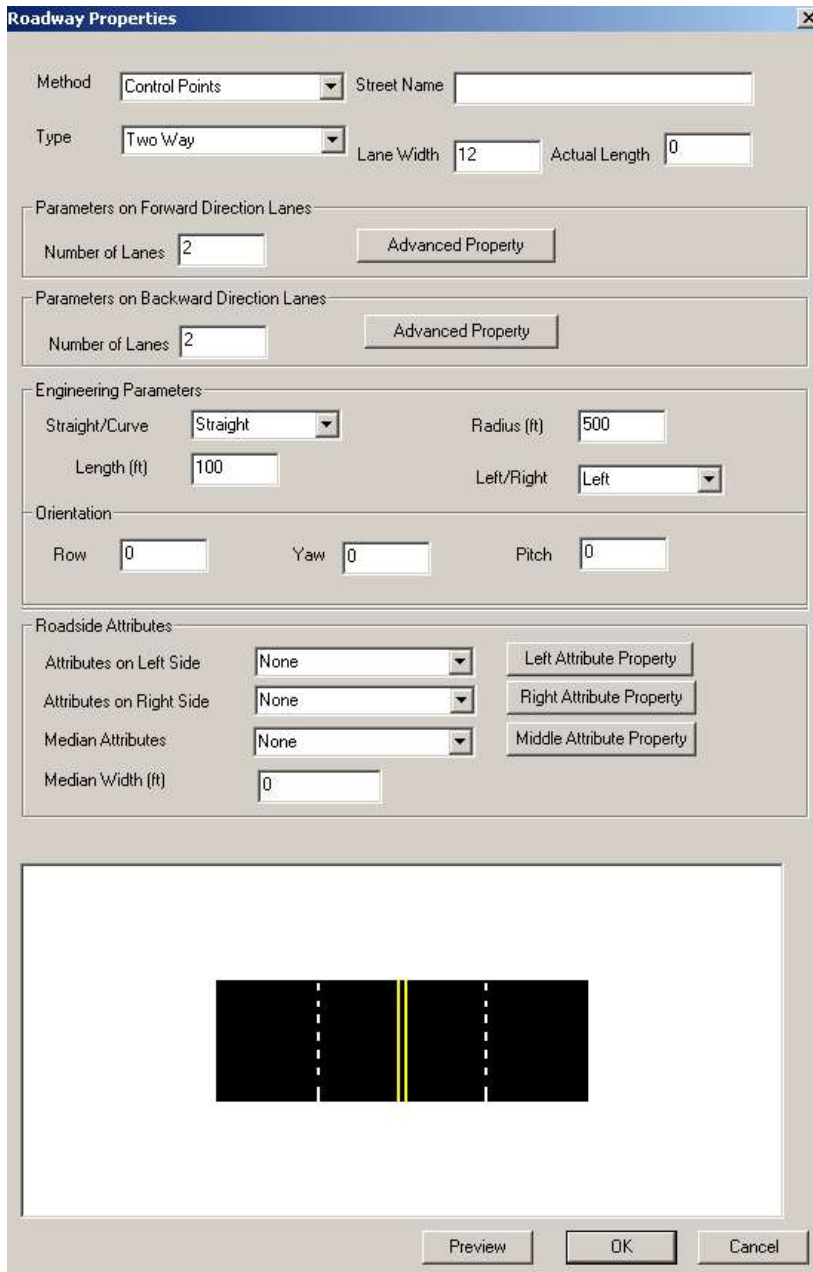 Roadway Properties
Method Control Points Street Name
Type Two Way Lane Width 12 Actual Length 0
Parameters on Forward Direction Lanes
Number of Lanes 2 Advanced Property
Parameters on Backward Direction Lanes
Number of Lanes 2 Advanced Property
Engineering Parameters
Straight/Curve Straight Radius (ft) 500
Length (ft) 100 Left/Right Left
Orientation
Row 0 Yaw 0 Pitch 0
Roadside Attributes
Attributes on Left Side None Left Attribute Property
Attributes on Right Side None Right Attribute Property
Median Attributes None Middle Attribute Property
Median Width (ft) 0
Preview OK Cancel